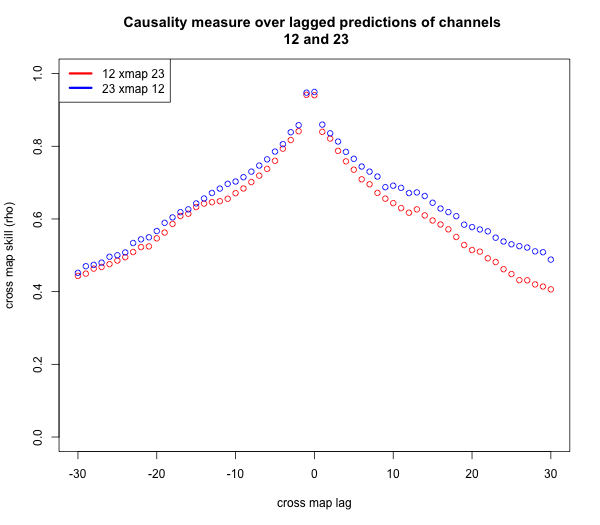 Causality measure over lagged predictions of channels
12 and 23
12 xmap 23
23 xmap 12
cross map skill (rho)
1.0
0.8
0.6
0.4
0.2
0.0
-30 -20 -10 0 10 20 30
cross map lag